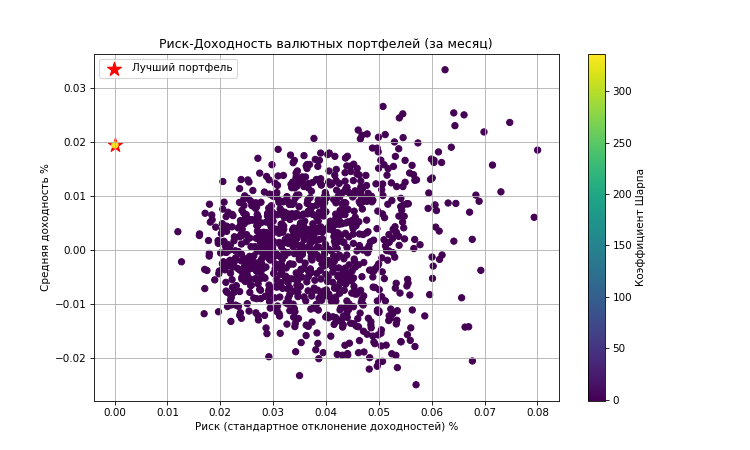 Риск-Доходность валютных портфелей (за месяц)
Лучший портфель
0.03
0.02
0.01
0.00
−0.01
−0.02
Средняя доходность %
0.00 0.01 0.02 0.03 0.04 0.05 0.06 0.07 0.08
Риск (стандартное отклонение доходностей) %
300
250
200
150
100
50
0
Коэффициент Шарпа